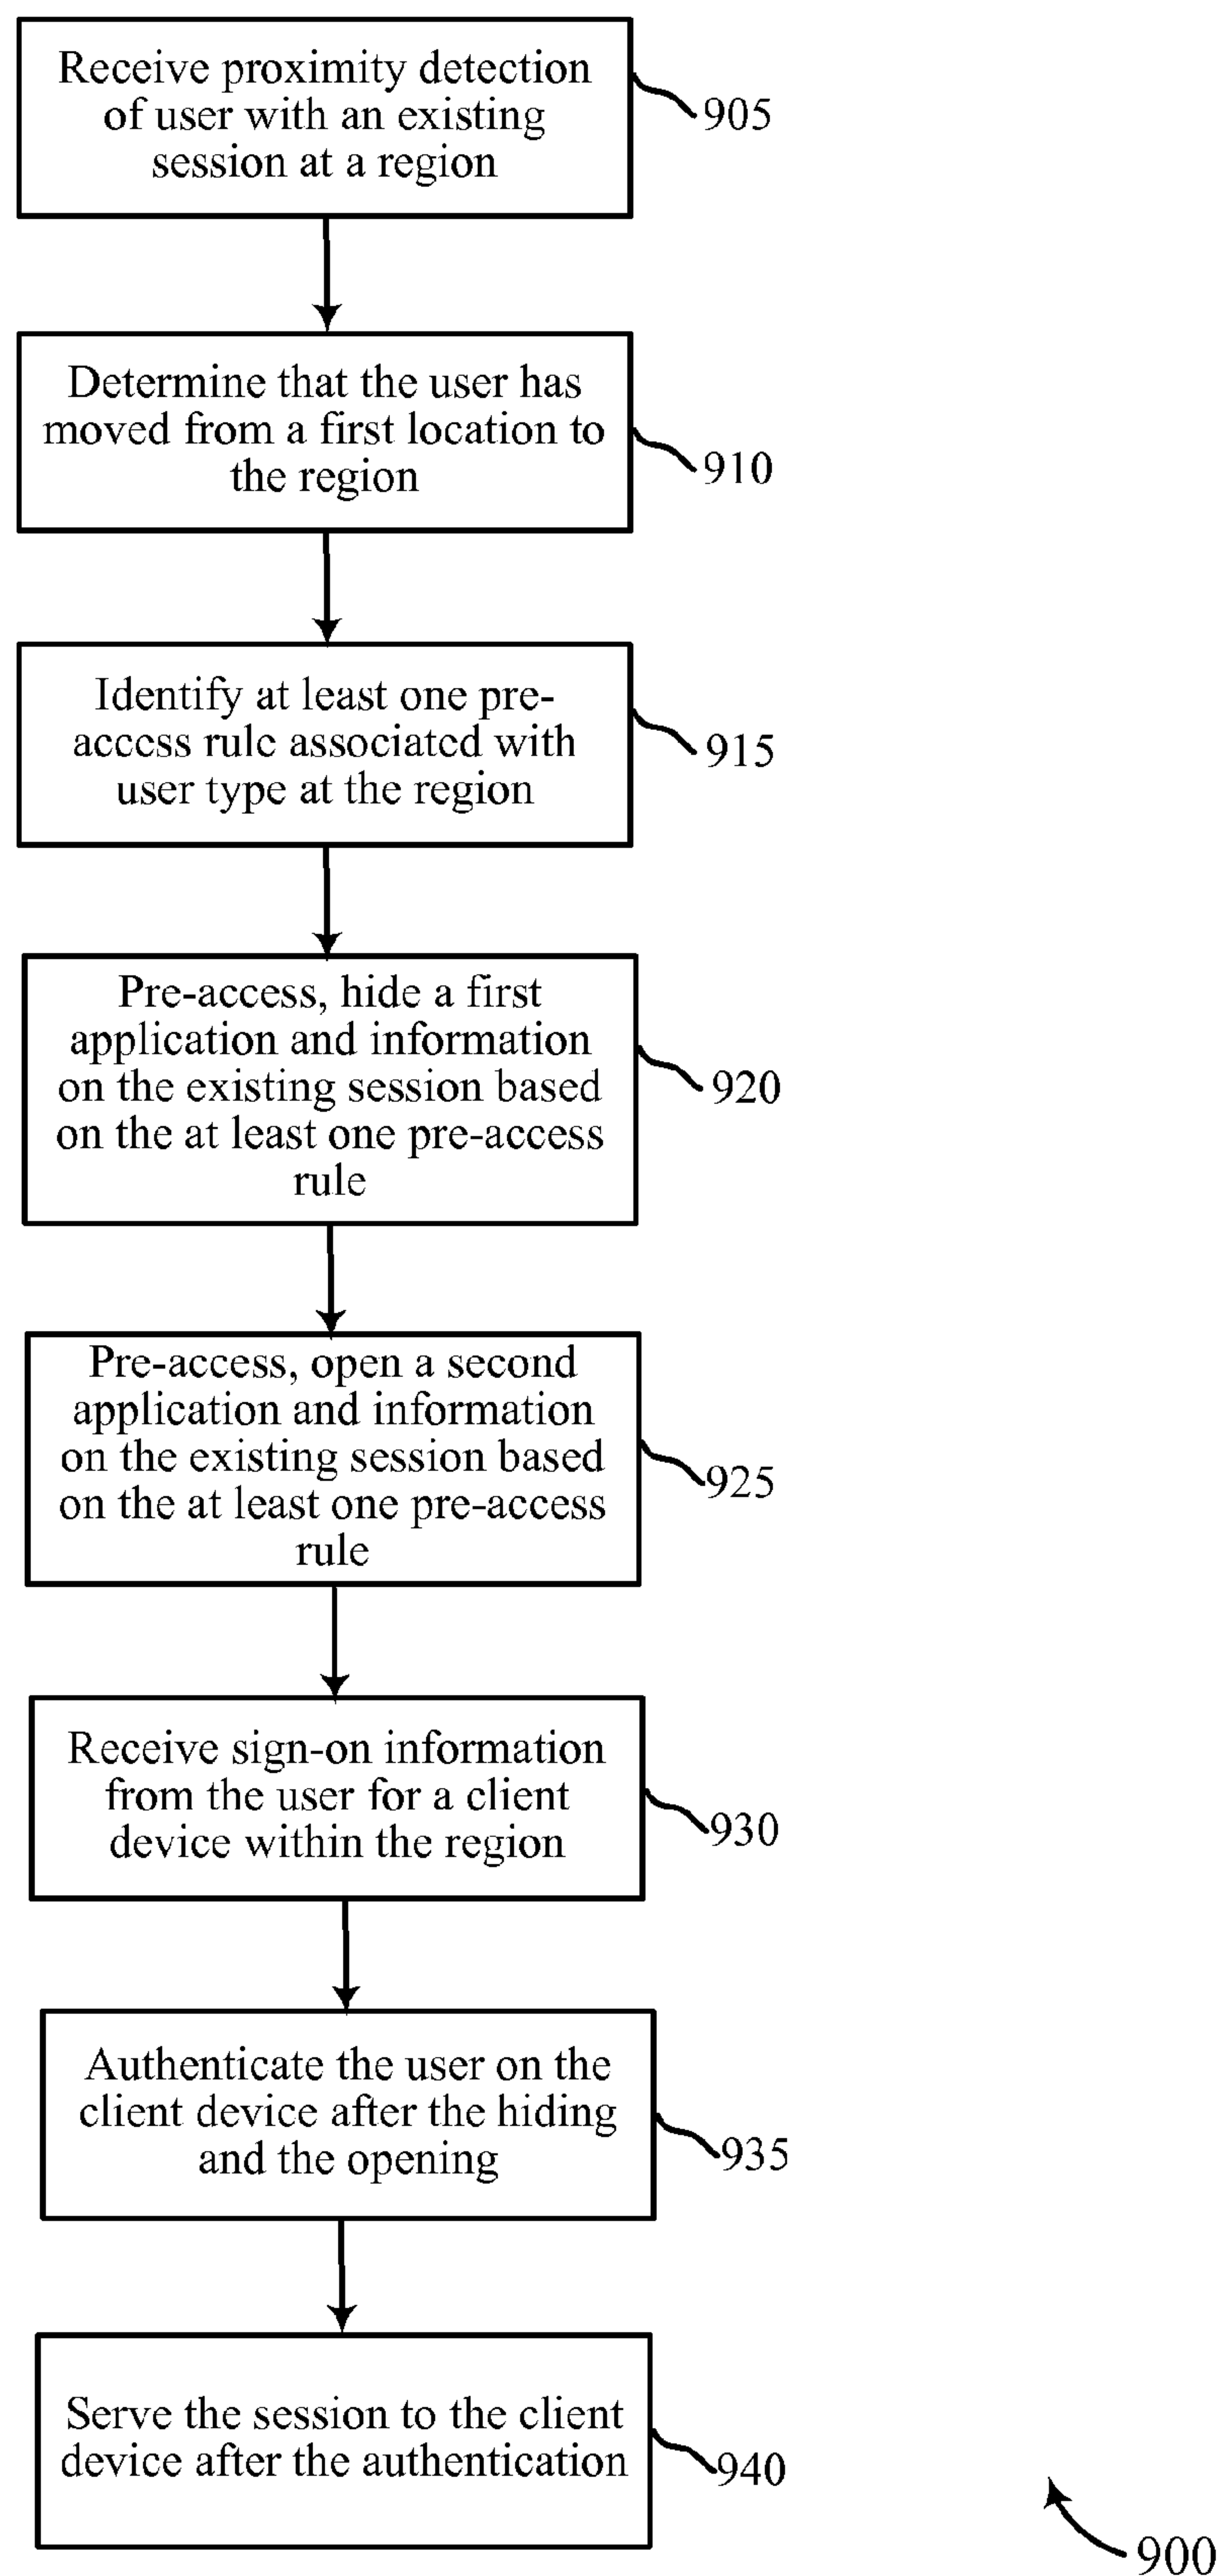 Receive proximity detection
of user with an existing
session at a region
905
Determine that the user has
moved from a first location to
the region
910
Identify at least one pre-
access rule associated with
user type at the region
915
Pre-access, hide a first
application and information
on the existing session based
on the at least one pre-access
rule
920
Pre-access, open a second
application and information
on the existing session based
on the at least one pre-access
rule
925
Receive sign-on information
from the user for a client
device within the region
930
Authenticate the user on the
client device after the hiding
and the opening
935
Serve the session to the client
device after the authentication
940
900